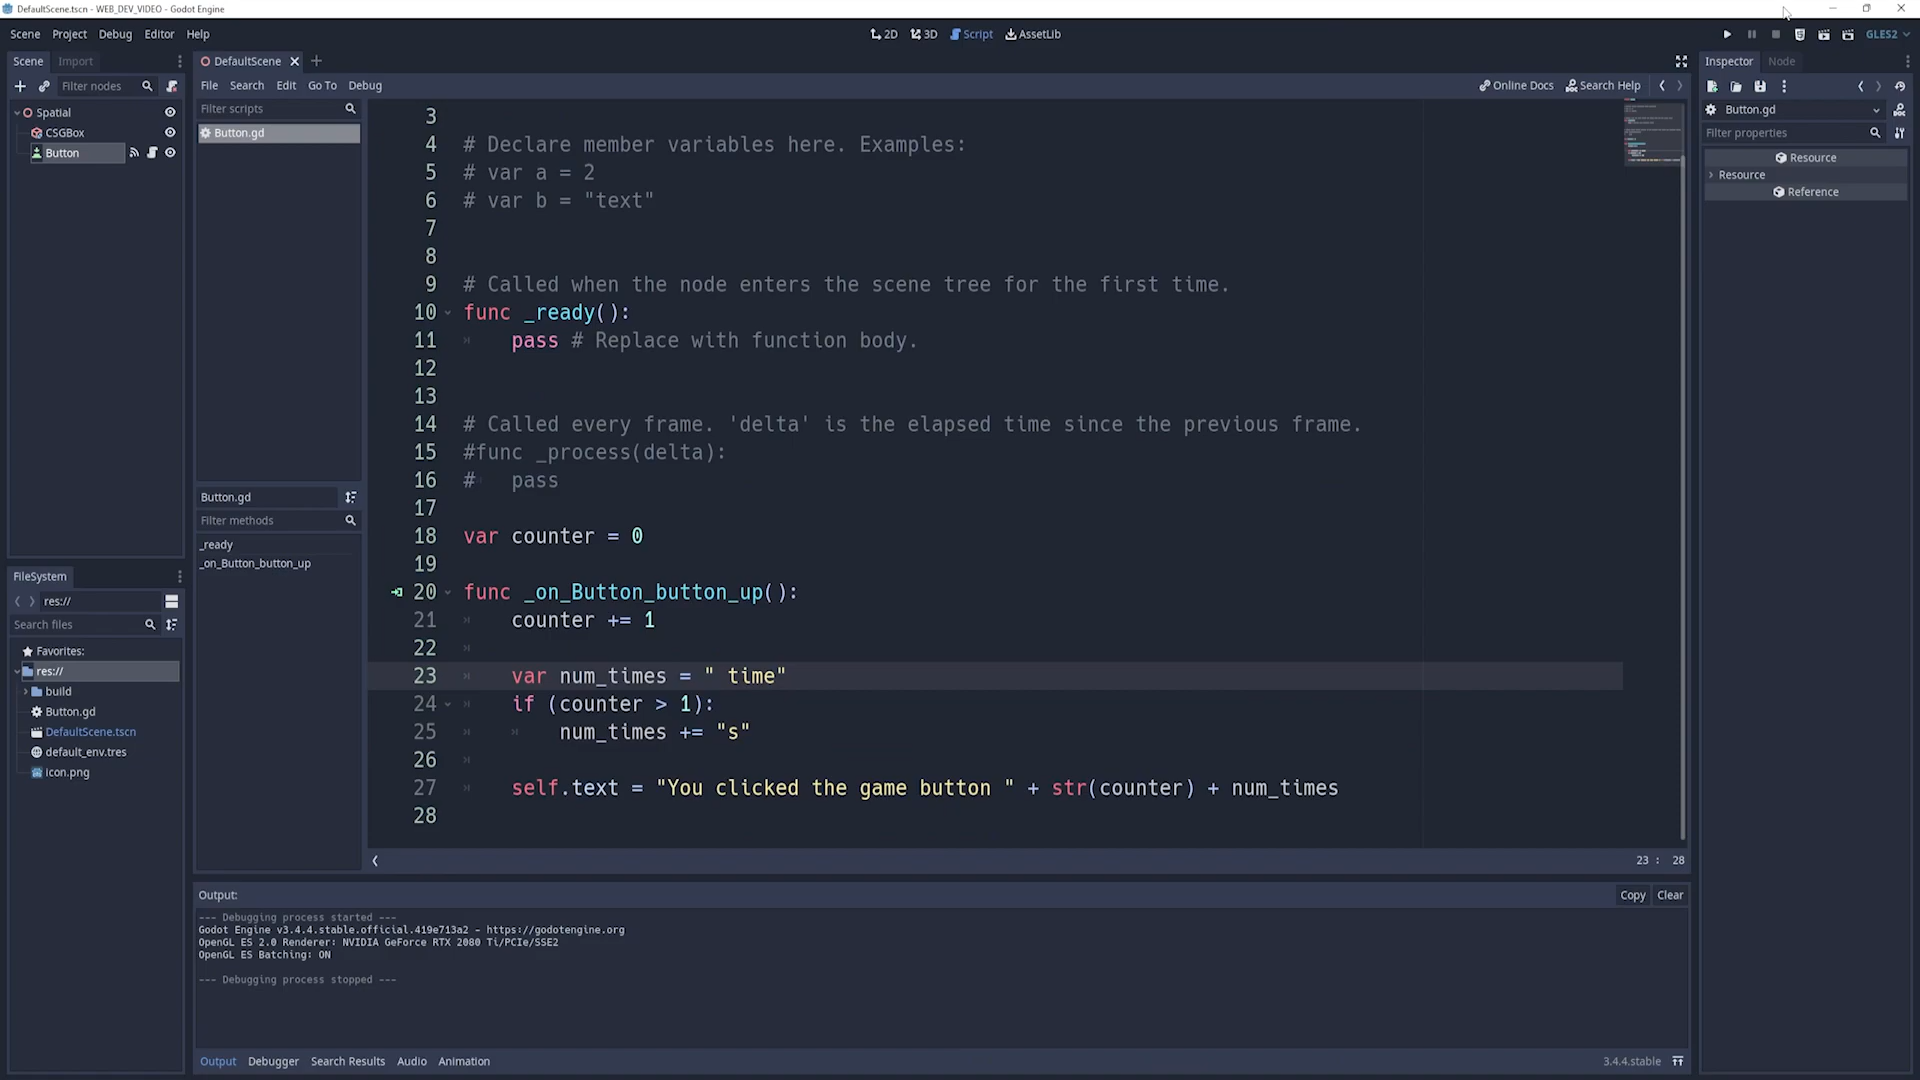 DefaultScene.tscn - WEB_DEV_VIDEO - Godot Engine
Scene Project Debug Editor Help
2D 3D Script AssetLib
GLES2
Scene Import
Filter nodes
Spatial
CSGBox
Button
DefaultScene
File Search Edit Go To Debug
Online Docs Search Help
Filter scripts
Button.gd
Button.gd
Filter methods
_ready
_on_Button_button_up
3
4 # Declare member variables here. Examples:
5 # var a = 2
6 # var b = "text"
7
8
9 # Called when the node enters the scene tree for the first time.
10 func _ready():
11 pass # Replace with function body.
12
13
14 # Called every frame. 'delta' is the elapsed time since the previous frame.
15 #func _process(delta):
16 # pass
17
18 var counter = 0
19
20 func _on_Button_button_up():
21 counter += 1
22
23 var num_times = " time"
24 if (counter > 1):
25 num_times += "s"
26
27 self.text = "You clicked the game button " + str(counter) + num_times
28
23 : 28
FileSystem
res://
Search files
Favorites:
res://
build
Button.gd
DefaultScene.tscn
default_env.tres
icon.png
Output:
Copy Clear
--- Debugging process started ---
Godot Engine v3.4.4.stable.official.419e713a2 - https://godotengine.org
OpenGL ES 2.0 Renderer: NVIDIA GeForce RTX 2080 Ti/PCIe/SSE2
OpenGL ES Batching: ON
--- Debugging process stopped ---
Output Debugger Search Results Audio Animation
3.4.4.stable
Inspector Node
Button.gd
Filter properties
Resource
Resource
Reference